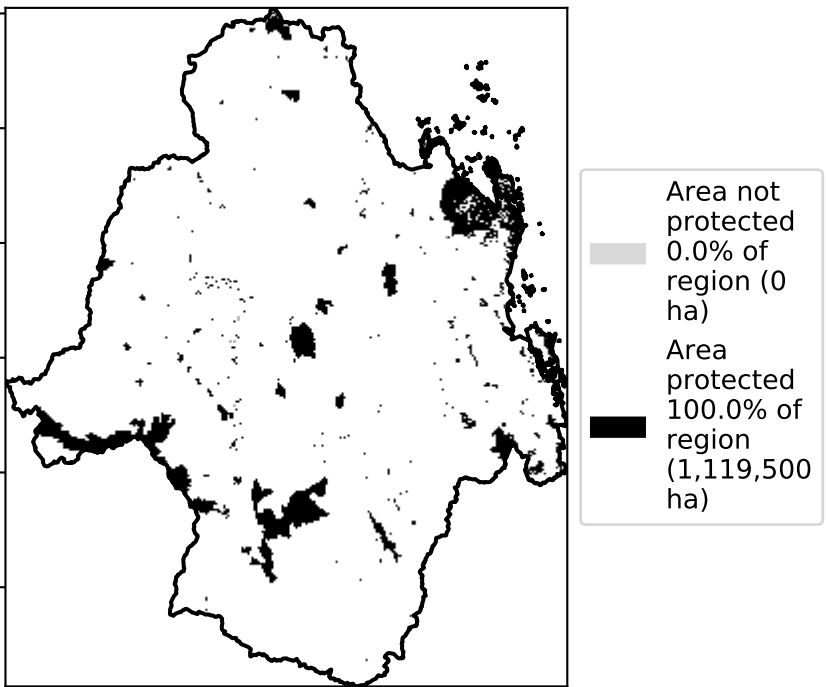 Area not
protected
0.0% of
region (0
ha)
Area
protected
100.0% of
region
(1,119,500
ha)